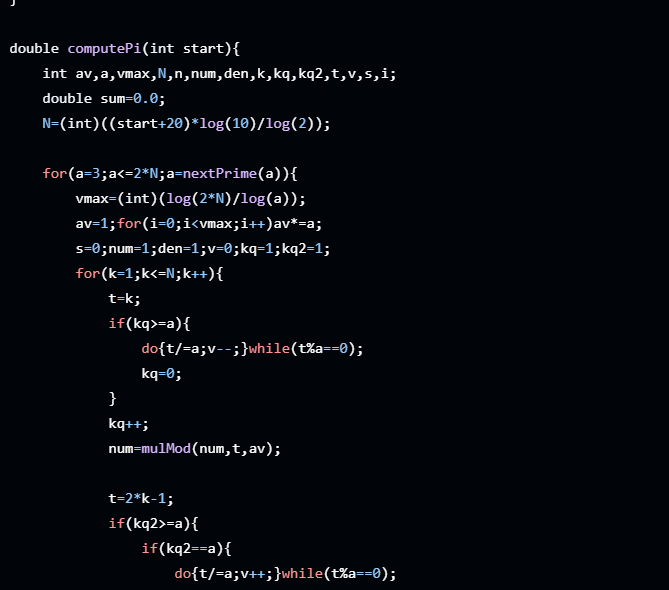 }
double computePi(int start){
    int av,a,vmax,N,n,num,den,k,kq,kq2,t,v,s,i;
    double sum=0.0;
    N=(int)((start+20)*log(10)/log(2));

    for(a=3;a<=2*N;a=nextPrime(a)){
        vmax=(int)(log(2*N)/log(a));
        av=1;for(i=0;i<vmax;i++)av*=a;
        s=0;num=1;den=1;v=0;kq=1;kq2=1;
        for(k=1;k<=N;k++){
            t=k;
            if(kq>=a){
                do{t/=a;v--;}while(t%a==0);
                kq=0;
            }
            kq++;
            num=mulMod(num,t,av);

            t=2*k-1;
            if(kq2>=a){
                if(kq2==a){
                    do{t/=a;v++;}while(t%a==0);